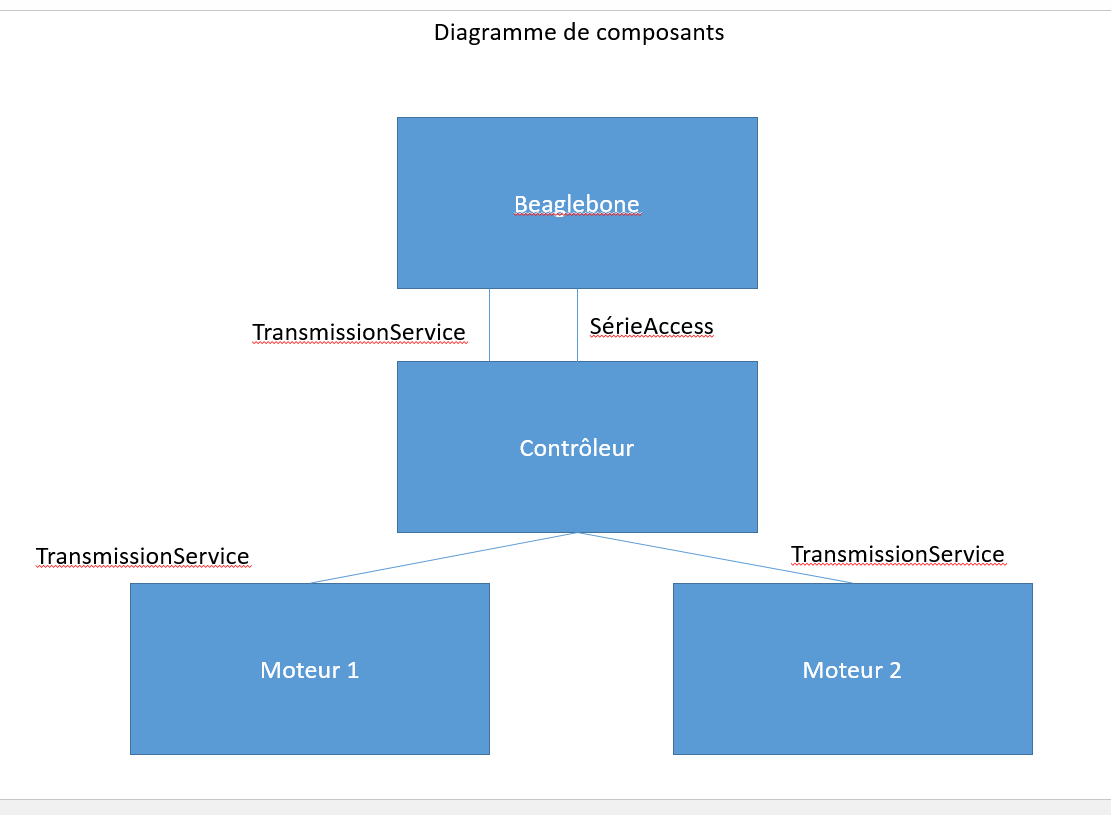 Diagramme de composants
Beaglebone
TransmissionService
SérieAccess
Contrôleur
TransmissionService
TransmissionService
Moteur 1
Moteur 2